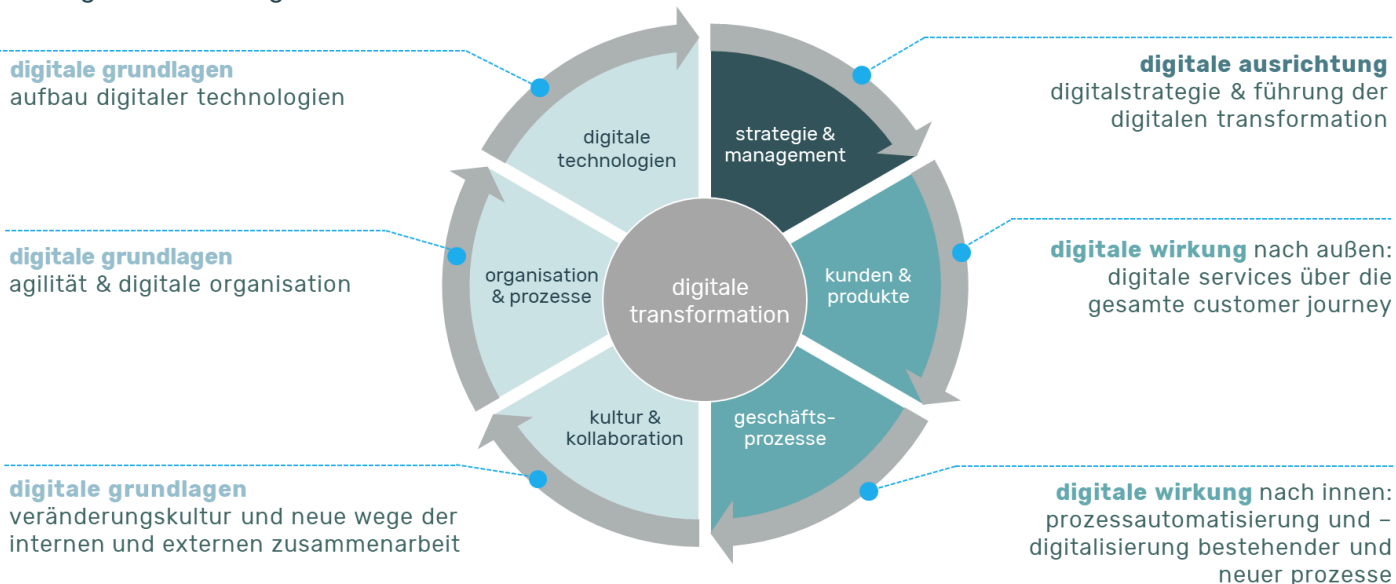 digitale grundlagen
aufbau digitaler technologien
digitale grundlagen
agilität & digitale organisation
digitale grundlagen
veränderungskultur und neue wege der
internen und externen zusammenarbeit
digitale
technologien
strategie &
management
organisation
& prozesse
digitale
transformation
kunden &
produkte
kultur &
kollaboration
geschäfts-
prozesse
digitale ausrichtung
digitalstrategie & führung der
digitalen transformation
digitale wirkung nach außen:
digitale services über die
gesamte customer journey
digitale wirkung nach innen:
prozessautomatisierung und –
digitalisierung bestehender und
neuer prozesse